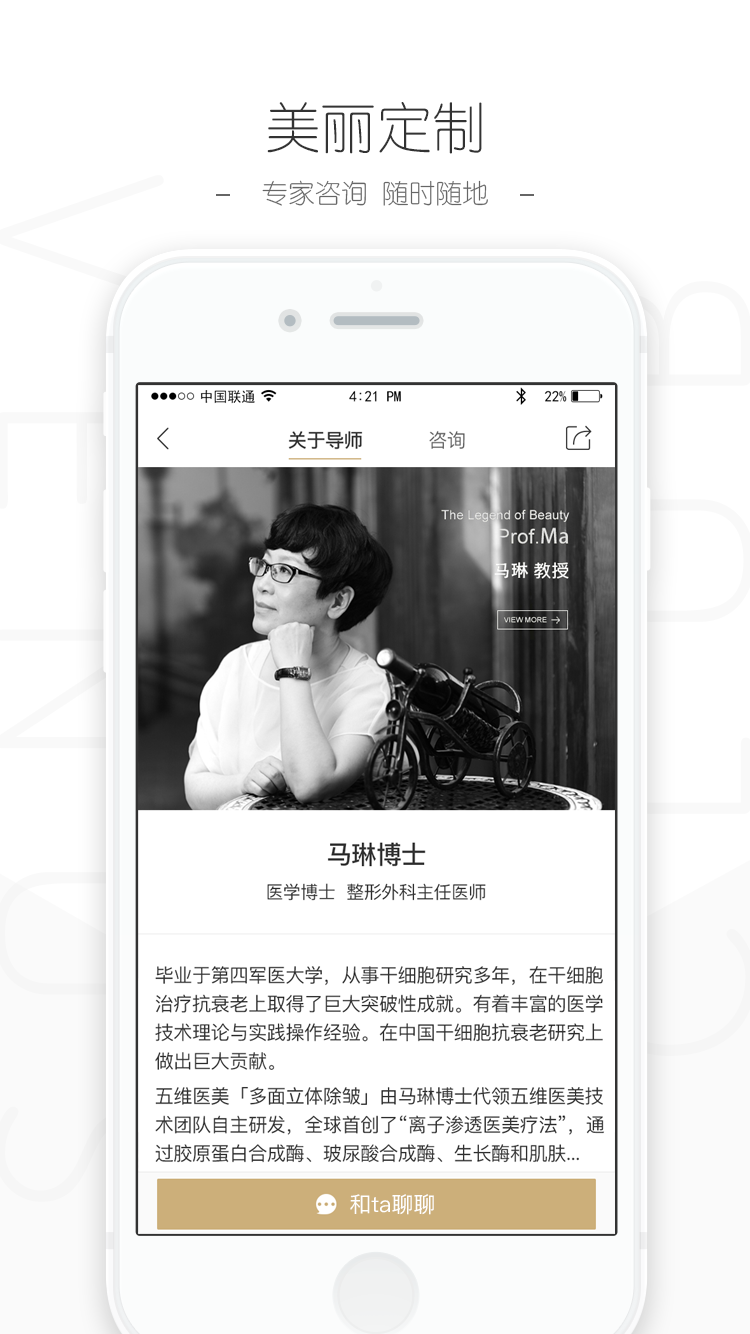 美丽定制
- 专家咨询 随时随地 -
中国联通 4:21 PM 22%
关于导师 咨询
The Legend of Beauty
Prof.Ma
马琳 教授
VIEW MORE
马琳博士
医学博士 整形外科主任医师
毕业于第四军医大学，从事干细胞研究多年，在干细胞
治疗抗衰老上取得了巨大突破性成就。有着丰富的医学
技术理论与实践操作经验。在中国干细胞抗衰老研究上
做出巨大贡献。
五维医美「多面立体除皱」由马琳博士代领五维医美技
术团队自主研发，全球首创了“离子渗透医美疗法”，通
过胶原蛋白合成酶、玻尿酸合成酶、生长酶和肌肤...
和ta聊聊